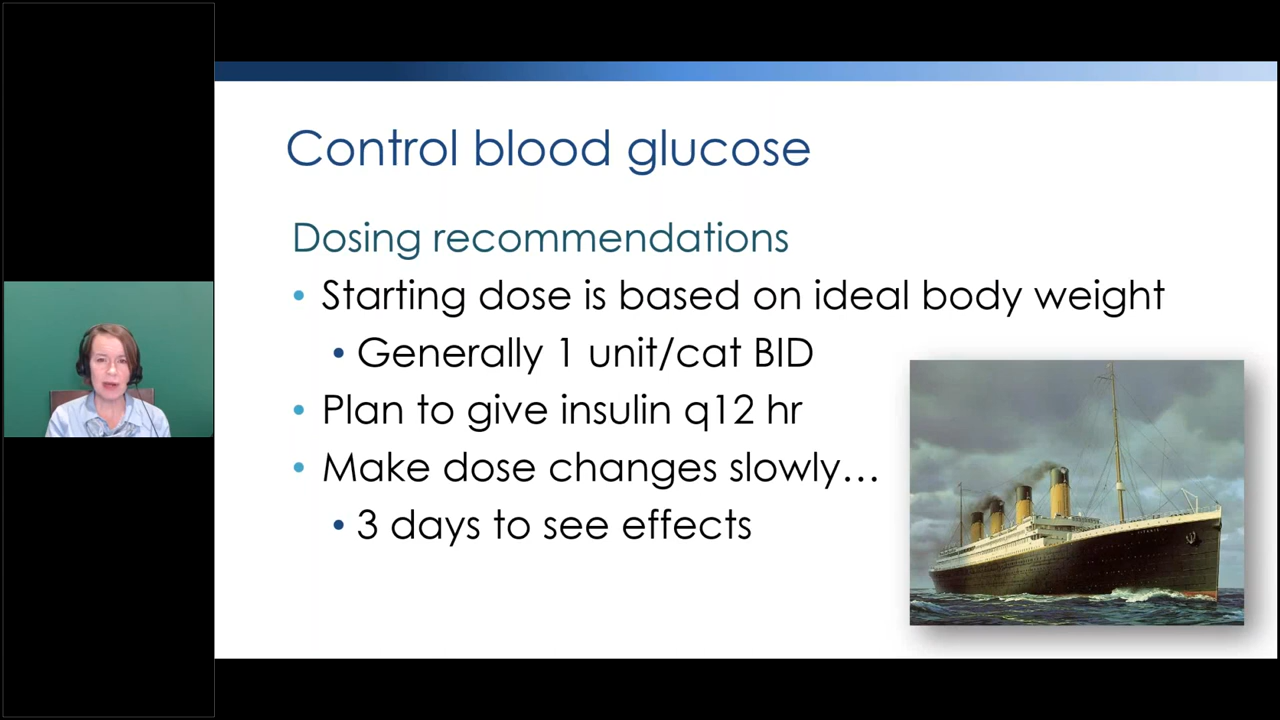 Control blood glucose
Dosing recommendations
• Starting dose is based on ideal body weight
• Generally 1 unit/cat BID
• Plan to give insulin q12 hr
• Make dose changes slowly…
• 3 days to see effects